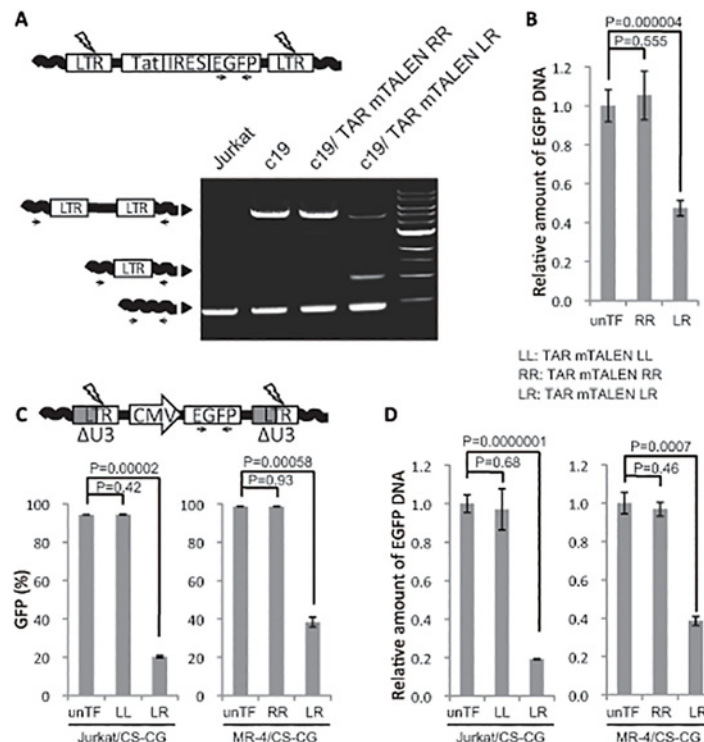 A
LTR Tat IRES EGFP LTR
Jurkat
c19
c19/ TAR mTALEN RR
c19/ TAR mTALEN LR
LTR LTR
LTR
B
P=0.000004
P=0.555
Relative amount of EGFP DNA
1.2
1.0
0.8
0.6
0.4
0.2
0.0
unTF RR LR
LL: TAR mTALEN LL
RR: TAR mTALEN RR
LR: TAR mTALEN LR
C
LTR CMV EGFP LTR
ΔU3 ΔU3
P=0.00002
P=0.42
GFP (%)
100
80
60
40
20
0
unTF LL LR
Jurkat/CS-CG
P=0.00058
P=0.93
100
80
60
40
20
0
unTF RR LR
MR-4/CS-CG
D
P=0.0000001
P=0.68
Relative amount of EGFP DNA
1.2
1.0
0.8
0.6
0.4
0.2
0.0
unTF LL LR
Jurkat/CS-CG
P=0.0007
P=0.46
1.2
1.0
0.8
0.6
0.4
0.2
0.0
unTF RR LR
MR-4/CS-CG